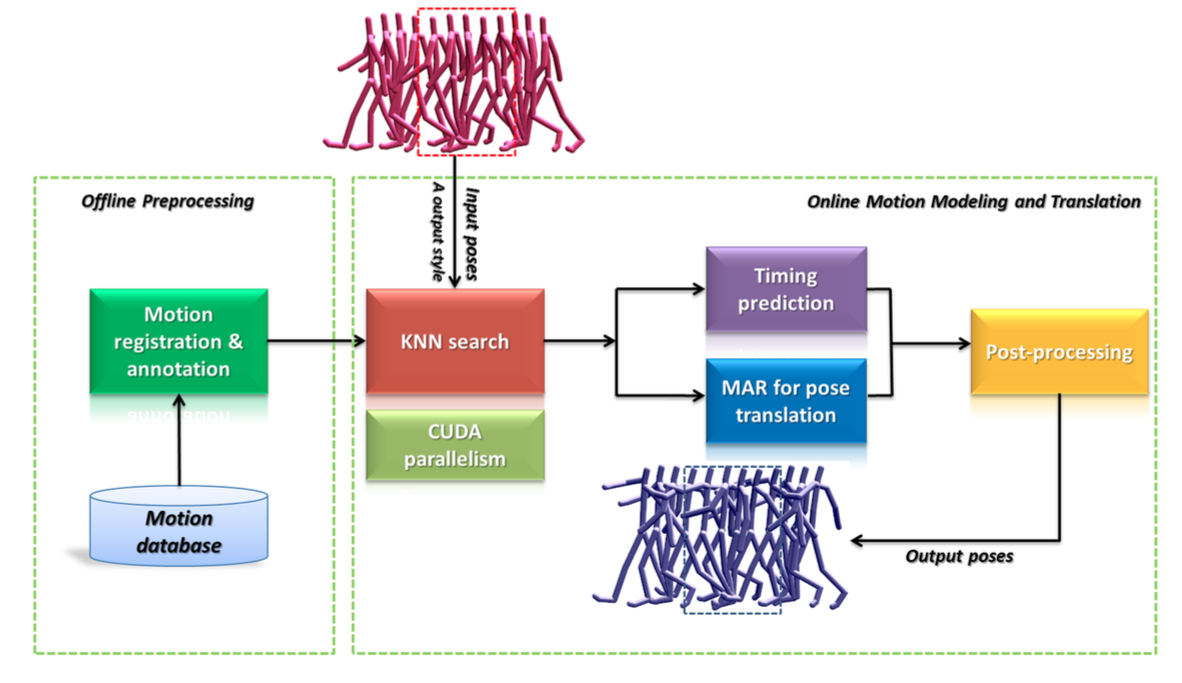 Offline Preprocessing
Input poses
A output style
Online Motion Modeling and Translation
Motion
registration &
annotation
KNN search
CUDA
parallelism
Timing
prediction
MAR for pose
translation
Post-processing
Motion
database
Output poses